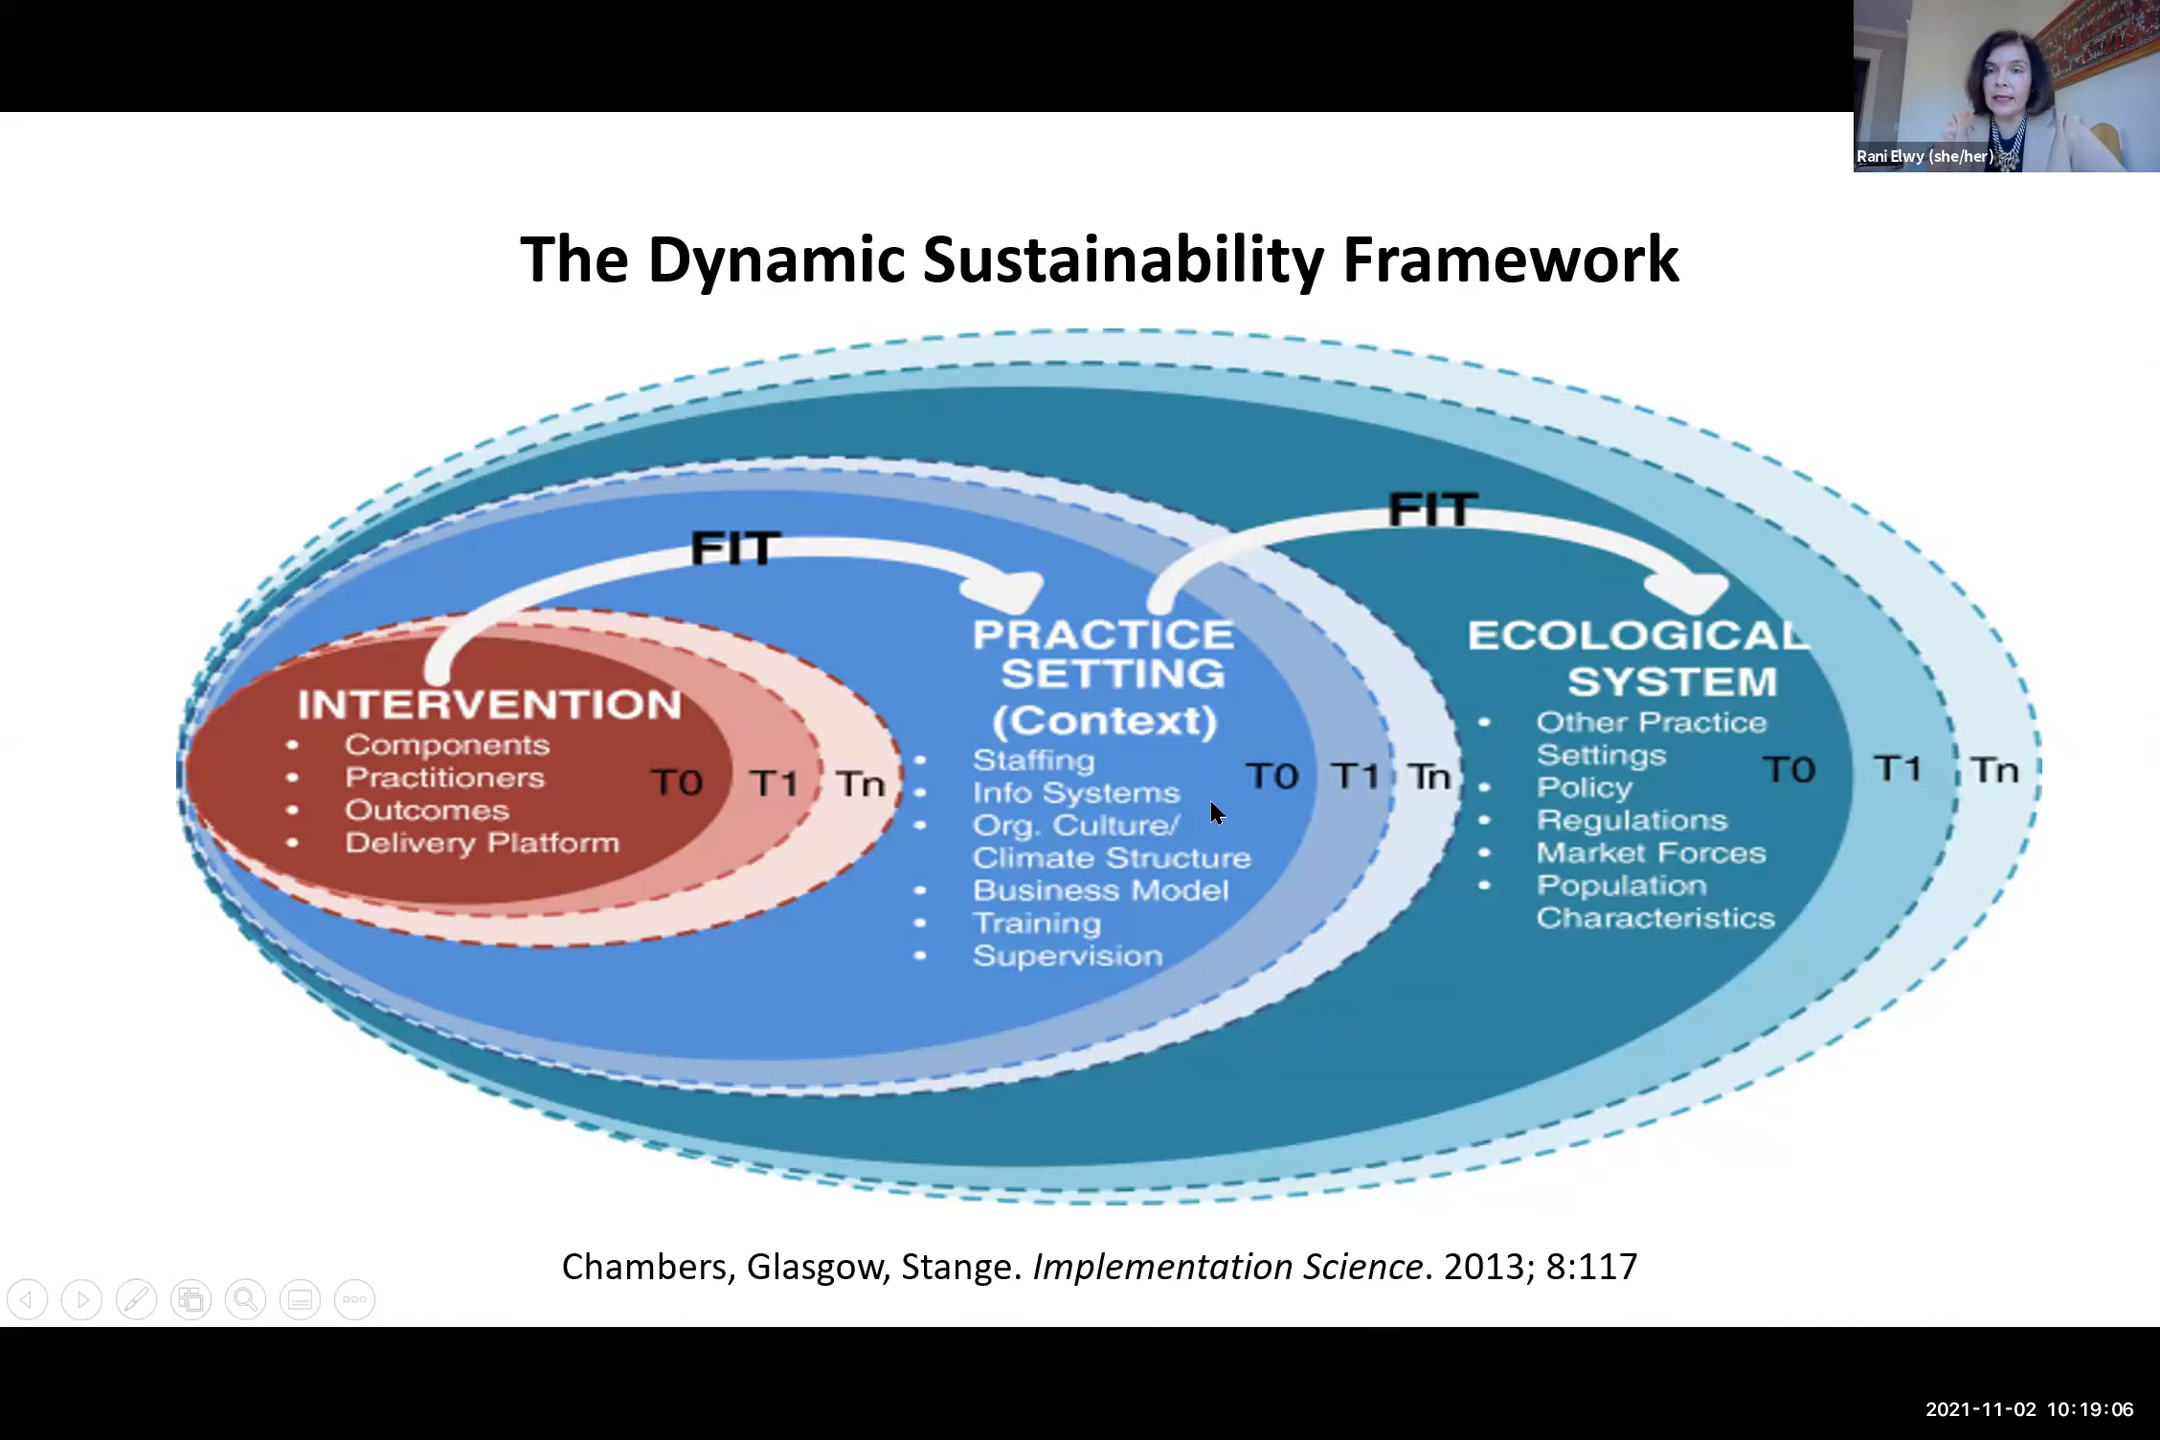 Rani Elwy (she/her)
The Dynamic Sustainability Framework
FIT
FIT
INTERVENTION
• Components
• Practitioners
• Outcomes
• Delivery Platform
T0 T1 Tn
PRACTICE
SETTING
(Context)
• Staffing
• Info Systems
• Org. Culture/
Climate Structure
• Business Model
• Training
• Supervision
T0 T1 Tn
ECOLOGICAL
SYSTEM
• Other Practice
Settings
• Policy
• Regulations
• Market Forces
• Population
Characteristics
T0 T1 Tn
Chambers, Glasgow, Stange. Implementation Science. 2013; 8:117
2021-11-02 10:19:06